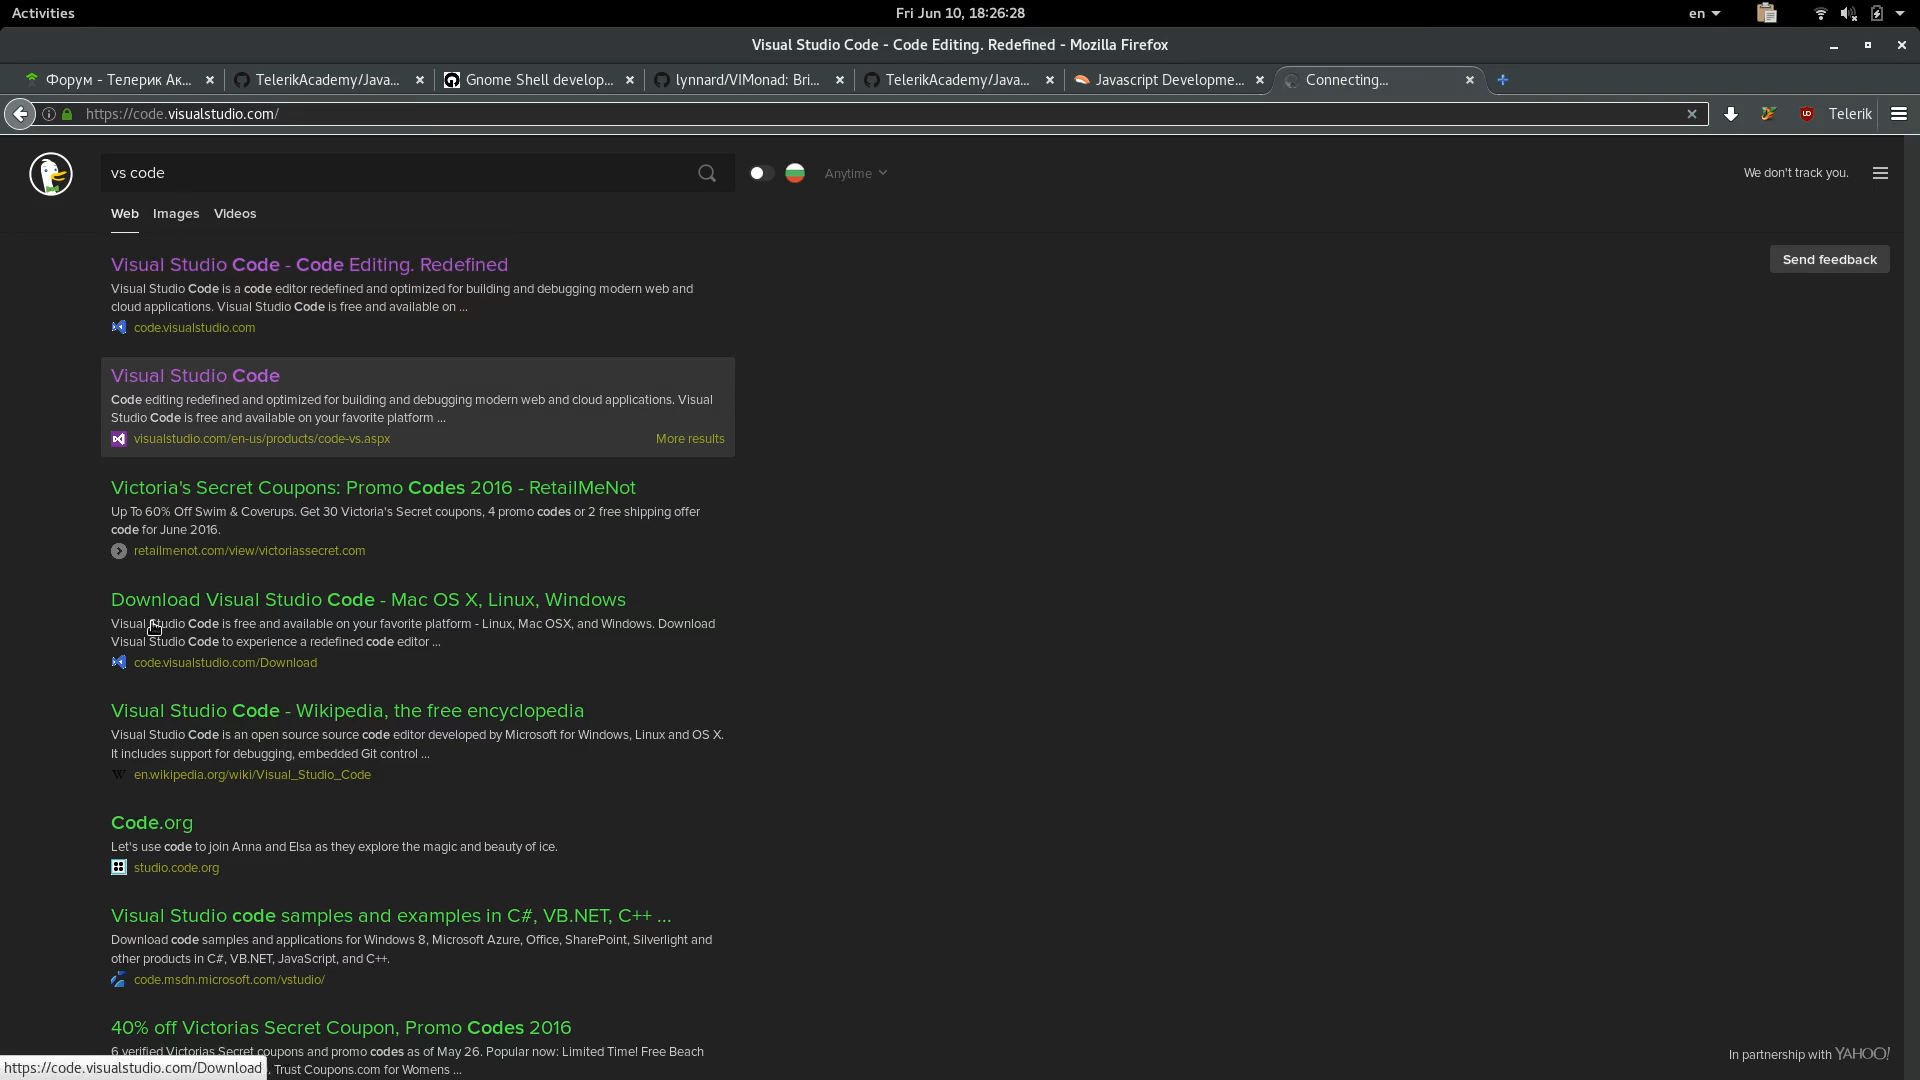 Activities
Fri Jun 10, 18:26:28
en
Visual Studio Code - Code Editing. Redefined - Mozilla Firefox
Форум - Телерик Ак...
TelerikAcademy/Java...
Gnome Shell develop...
lynnard/VIMonad: Bri...
TelerikAcademy/Java...
Javascript Developme...
Connecting...
https://code.visualstudio.com/
Telerik
vs code
Anytime
We don't track you.
Web Images Videos
Send feedback
Visual Studio Code - Code Editing. Redefined
Visual Studio Code is a code editor redefined and optimized for building and debugging modern web and
cloud applications. Visual Studio Code is free and available on ...
code.visualstudio.com
Visual Studio Code
Code editing redefined and optimized for building and debugging modern web and cloud applications. Visual
Studio Code is free and available on your favorite platform ...
visualstudio.com/en-us/products/code-vs.aspx
More results
Victoria's Secret Coupons: Promo Codes 2016 - RetailMeNot
Up To 60% Off Swim & Coverups. Get 30 Victoria's Secret coupons, 4 promo codes or 2 free shipping offer
code for June 2016.
retailmenot.com/view/victoriassecret.com
Download Visual Studio Code - Mac OS X, Linux, Windows
Visual Studio Code is free and available on your favorite platform - Linux, Mac OSX, and Windows. Download
Visual Studio Code to experience a redefined code editor ...
code.visualstudio.com/Download
Visual Studio Code - Wikipedia, the free encyclopedia
Visual Studio Code is an open source source code editor developed by Microsoft for Windows, Linux and OS X.
It includes support for debugging, embedded Git control ...
en.wikipedia.org/wiki/Visual_Studio_Code
Code.org
Let's use code to join Anna and Elsa as they explore the magic and beauty of ice.
studio.code.org
Visual Studio code samples and examples in C#, VB.NET, C++ ...
Download code samples and applications for Windows 8, Microsoft Azure, Office, SharePoint, Silverlight and
other products in C#, VB.NET, JavaScript, and C++.
code.msdn.microsoft.com/vstudio/
40% off Victorias Secret Coupon, Promo Codes 2016
6 verified Victorias Secret coupons and promo codes as of May 26. Popular now: Limited Time! Free Beach
, Trust Coupons.com for Womens ...
In partnership with YAHOO!
https://code.visualstudio.com/Download